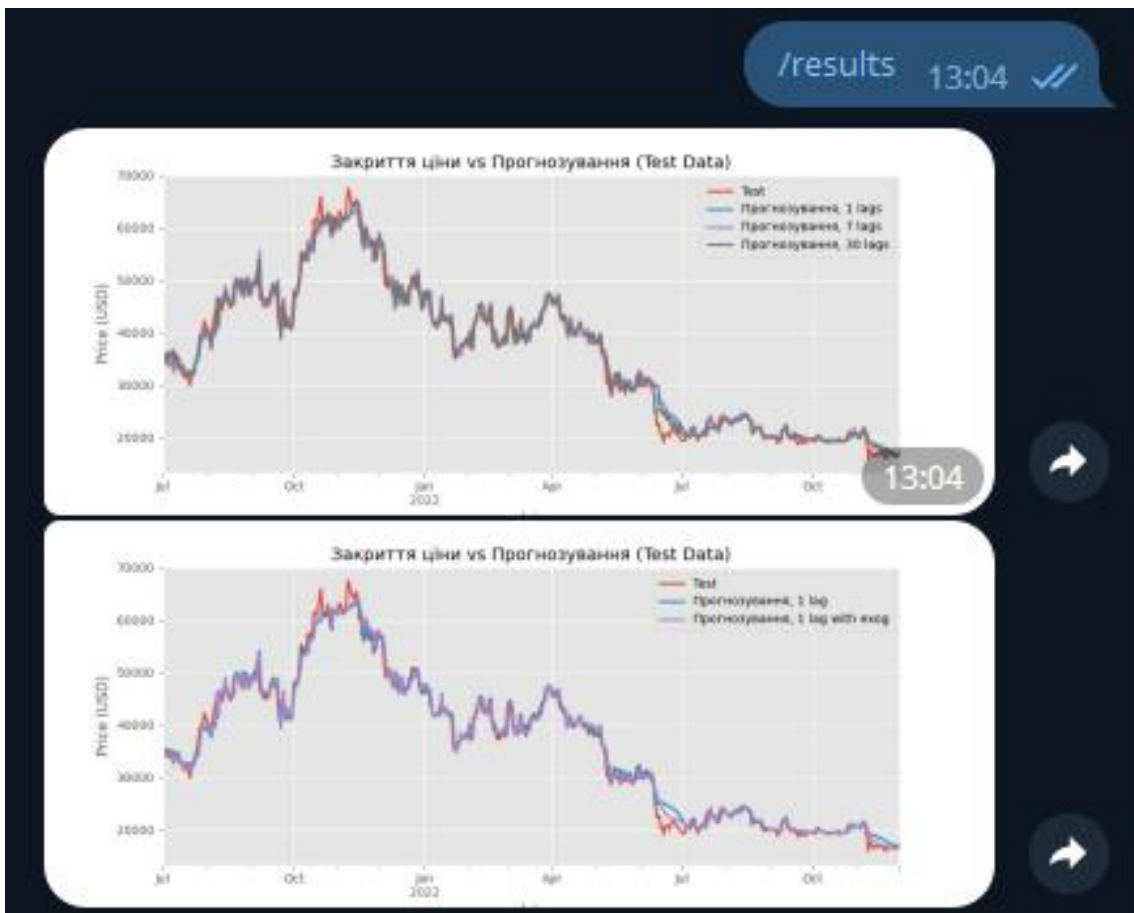 /results 13:04
Закриття ціни vs Прогнозування (Test Data)
70000
60000
50000
40000
30000
20000
Price (USD)
Test
Прогнозування, 1 lags
Прогнозування, 7 lags
Прогнозування, 30 lags
Jul Oct Jan Apr Jul Oct
2022
13:04
Закриття ціни vs Прогнозування (Test Data)
70000
60000
50000
40000
30000
20000
Price (USD)
Test
Прогнозування, 1 lag
Прогнозування, 1 lag with exog
Jul Oct Jan Apr Jul Oct
2022